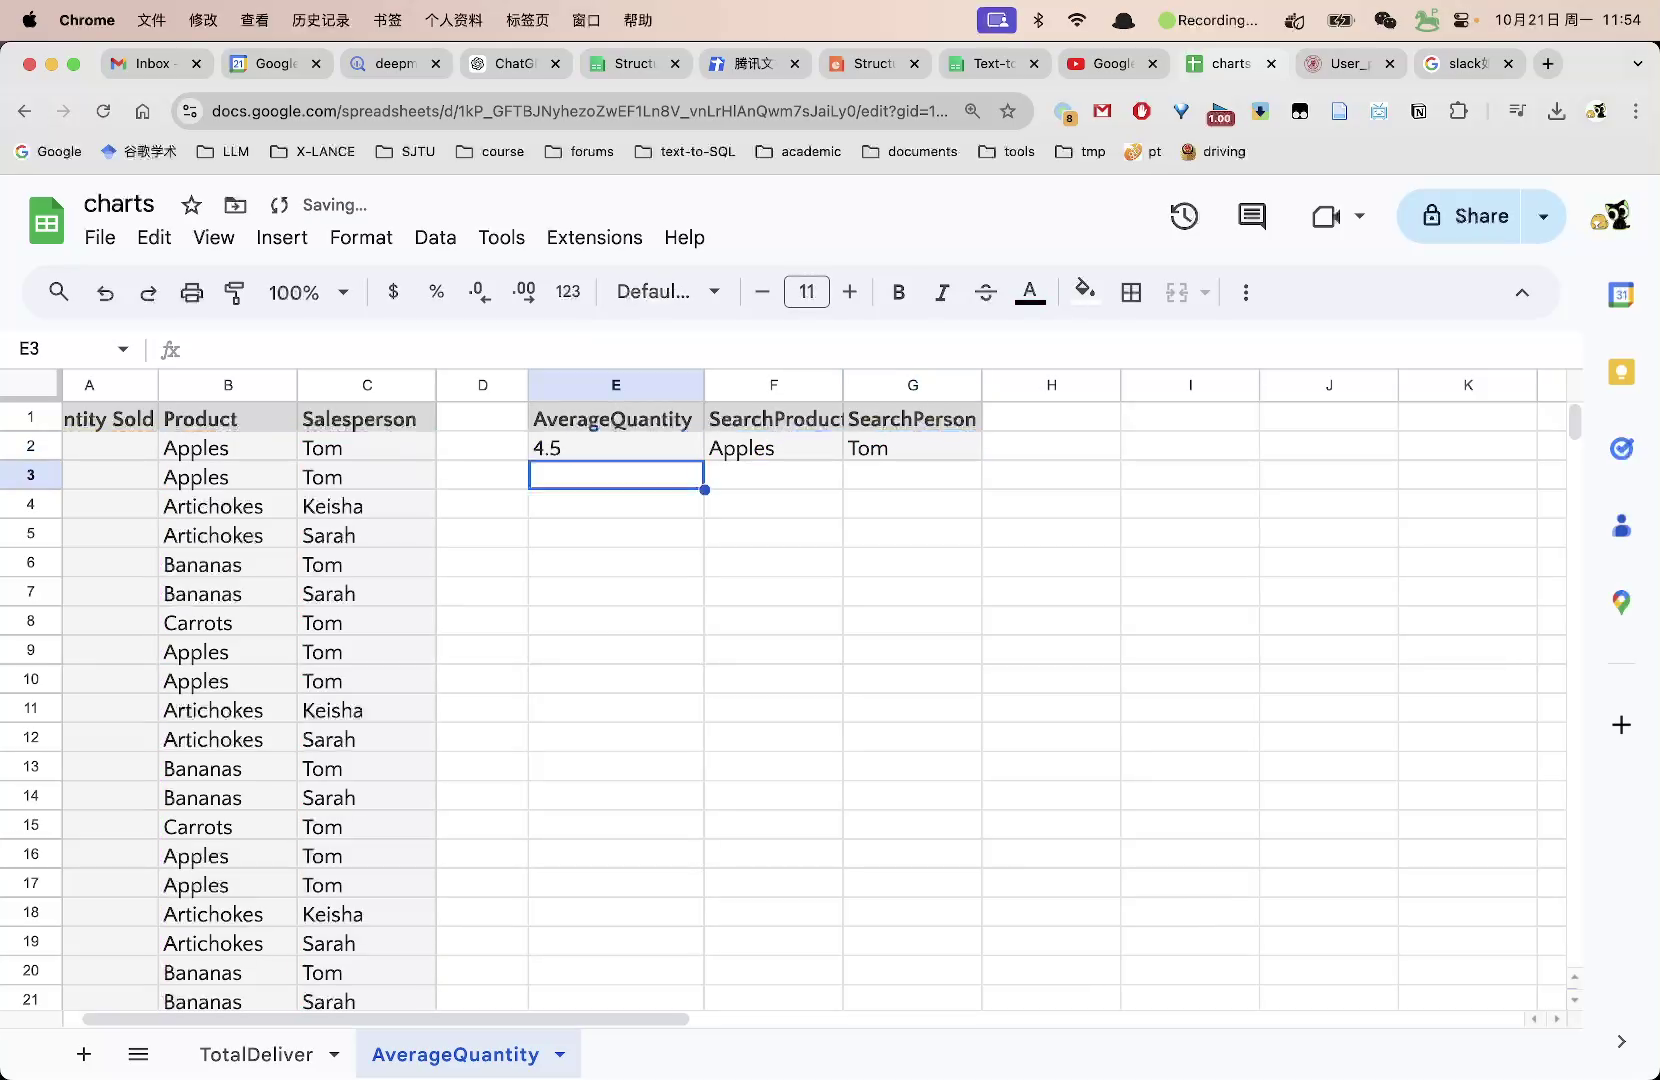 Chrome 文件 修改 查看 历史记录 书签 个人资料 标签页 窗口 帮助 Recording... 10月21日 周一 11:54
Inbox - Google deepm ChatG Struct 腾讯文 Struct Text-to Google charts User_ slack
docs.google.com/spreadsheets/d/1kP_GFTBJNyhezoZwEF1Ln8V_vnLrHlAnQwm7sJaiLy0/edit?gid=1... 8 1.00
Google 谷歌学术 LLM X-LANCE SJTU course forums text-to-SQL academic documents tools tmp pt driving
charts Saving... Share
File Edit View Insert Format Data Tools Extensions Help
100% $ % .0 .00 123 Defaul... 11 B I A
31
E3 fx
A B C D E F G H I J K
1 ntity Sold Product Salesperson AverageQuantity SearchProduct SearchPerson
2 Apples Tom 4.5 Apples Tom
3 Apples Tom
4 Artichokes Keisha
5 Artichokes Sarah
6 Bananas Tom
7 Bananas Sarah
8 Carrots Tom
9 Apples Tom
10 Apples Tom
11 Artichokes Keisha
12 Artichokes Sarah
13 Bananas Tom
14 Bananas Sarah
15 Carrots Tom
16 Apples Tom
17 Apples Tom
18 Artichokes Keisha
19 Artichokes Sarah
20 Bananas Tom
21 Bananas Sarah
TotalDeliver AverageQuantity